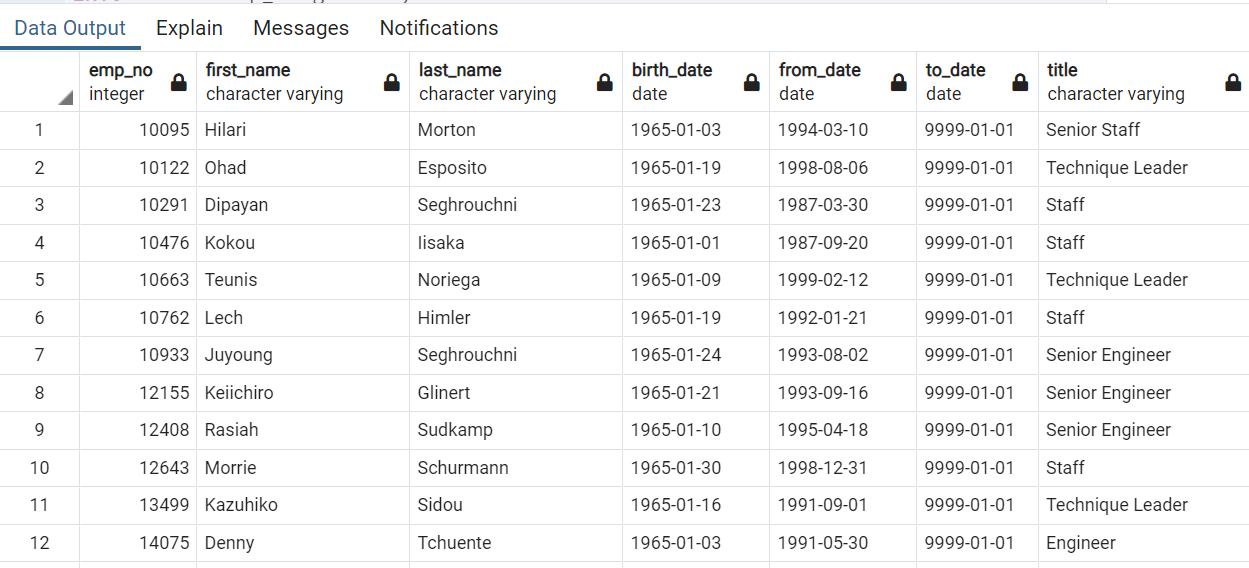 Data Output Explain Messages Notifications
emp_no first_name last_name birth_date from_date to_date title
integer character varying character varying date date date character varying
1 10095 Hilari Morton 1965-01-03 1994-03-10 9999-01-01 Senior Staff
2 10122 Ohad Esposito 1965-01-19 1998-08-06 9999-01-01 Technique Leader
3 10291 Dipayan Seghrouchni 1965-01-23 1987-03-30 9999-01-01 Staff
4 10476 Kokou Iisaka 1965-01-01 1987-09-20 9999-01-01 Staff
5 10663 Teunis Noriega 1965-01-09 1999-02-12 9999-01-01 Technique Leader
6 10762 Lech Himler 1965-01-19 1992-01-21 9999-01-01 Staff
7 10933 Juyoung Seghrouchni 1965-01-24 1993-08-02 9999-01-01 Senior Engineer
8 12155 Keiichiro Glinert 1965-01-21 1993-09-16 9999-01-01 Senior Engineer
9 12408 Rasiah Sudkamp 1965-01-10 1995-04-18 9999-01-01 Senior Engineer
10 12643 Morrie Schurmann 1965-01-30 1998-12-31 9999-01-01 Staff
11 13499 Kazuhiko Sidou 1965-01-16 1991-09-01 9999-01-01 Technique Leader
12 14075 Denny Tchuente 1965-01-03 1991-05-30 9999-01-01 Engineer